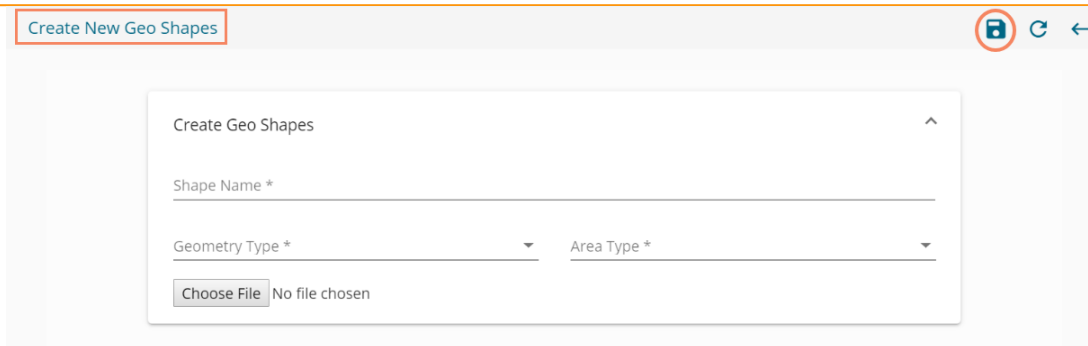 Create New Geo Shapes
Create Geo Shapes
Shape Name *
Geometry Type * Area Type *
Choose File No file chosen